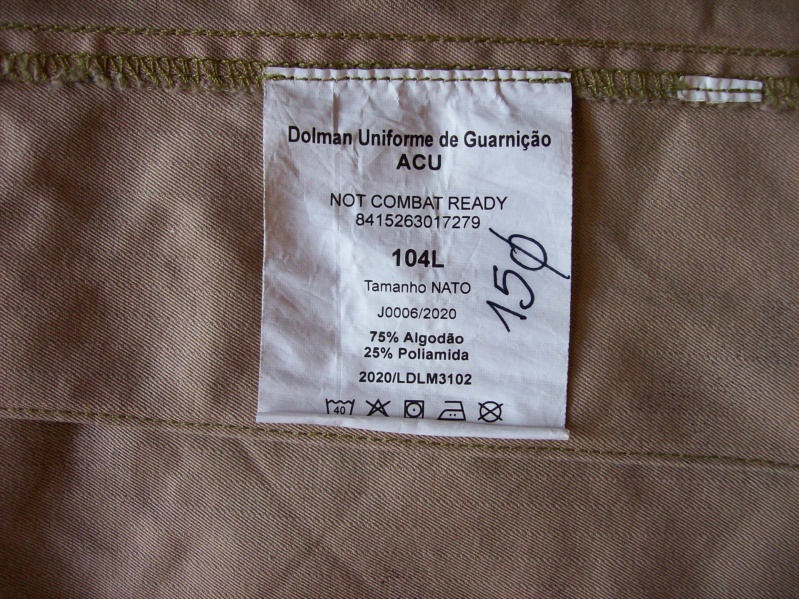 Dolman Uniforme de Guarnição
ACU
NOT COMBAT READY
8415263017279
104L
Tamanho NATO
J0006/2020
75% Algodão
25% Poliamida
2020/LDLM3102
40
150